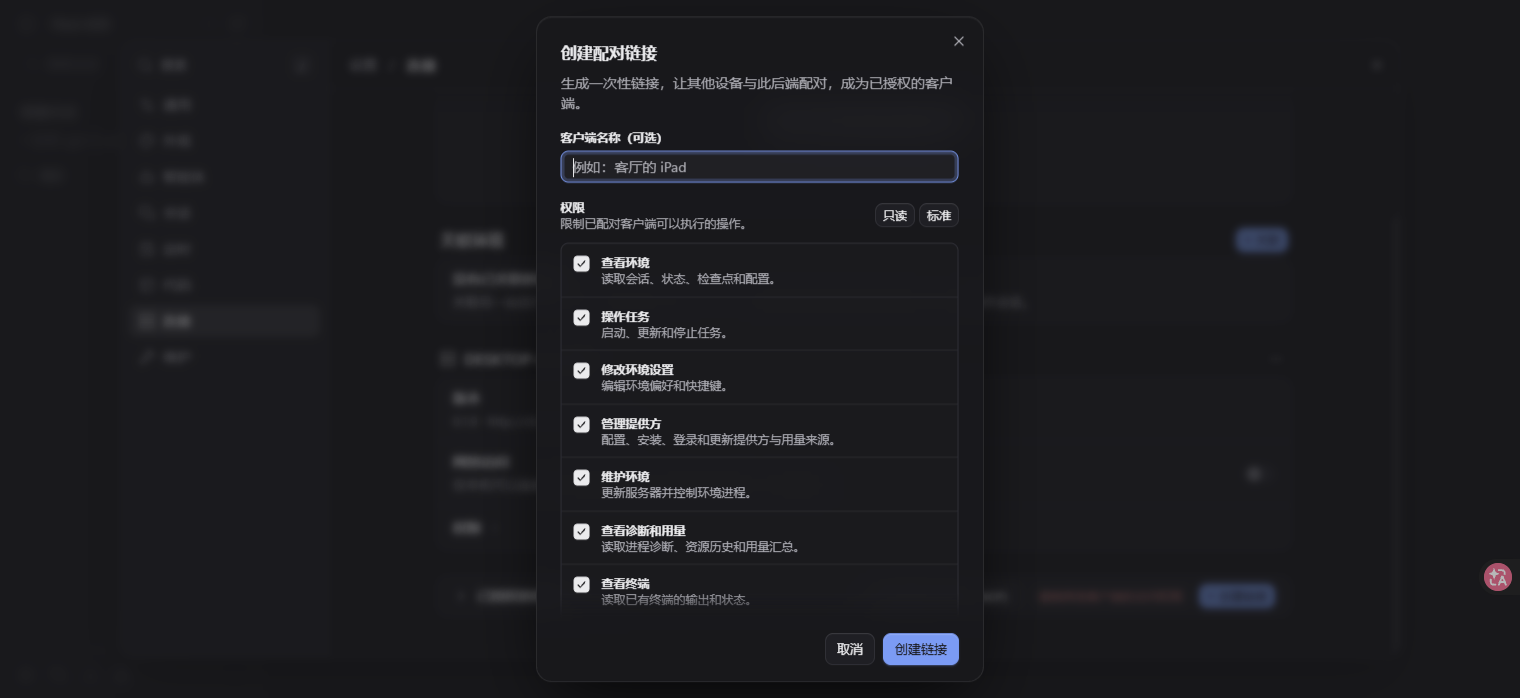 创建配对链接
生成一次性链接，让其他设备与此后端配对，成为已授权的客户
端。
客户端名称（可选）
例如：客厅的 iPad
权限
限制已配对客户端可以执行的操作。
只读
标准
查看环境
读取会话、状态、检查点和配置。
操作任务
启动、更新和停止任务。
修改环境设置
编辑环境偏好和快捷键。
管理提供方
配置、安装、登录和更新提供方与用量来源。
维护环境
更新服务器并控制环境进程。
查看诊断和用量
读取进程诊断、资源历史和用量汇总。
查看终端
读取已有终端的输出和状态。
取消
创建链接